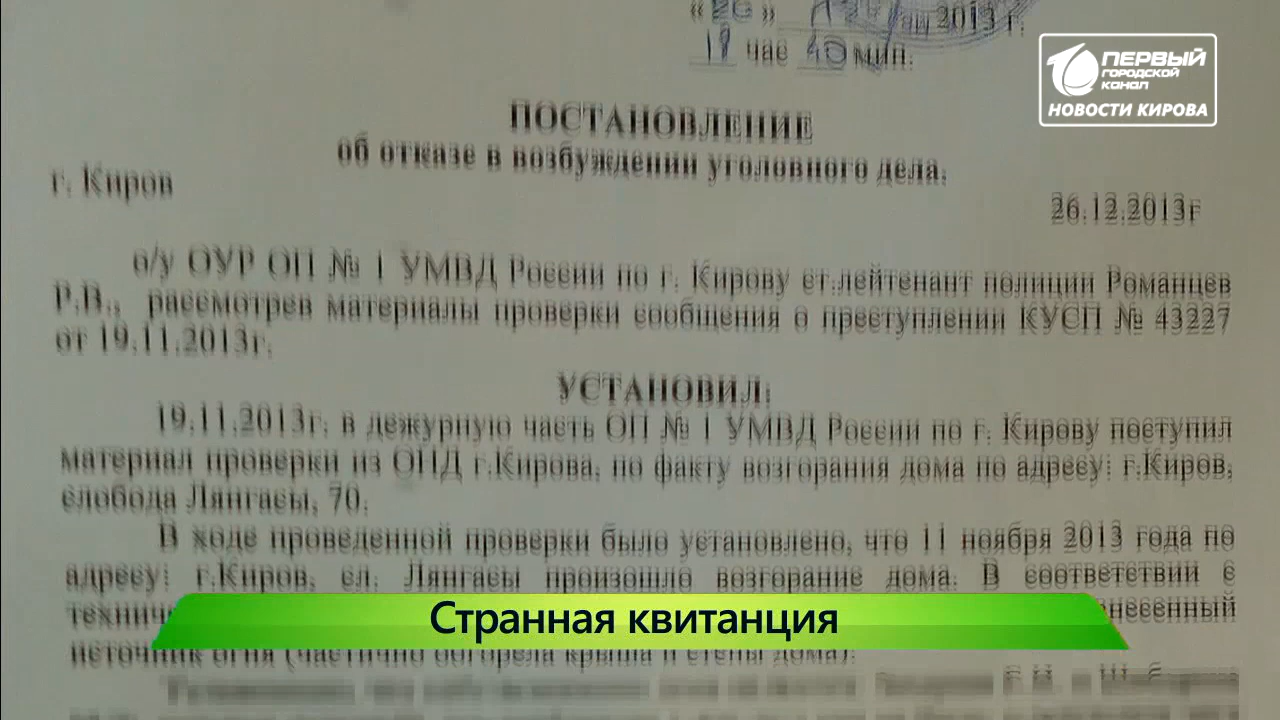 2013 г.
час 40 мин.
ПЕРВЫЙ
ГОРОДСКОЙ
КАНАЛ
НОВОСТИ КИРОВА
ПОСТАНОВЛЕНИЕ
об отказе в возбуждении уголовного дела.
г. Киров
26.12.2013г
о/у ОУР ОП № 1 УМВД России по г. Кирову ст.лейтенант полиции Романцев
Р.В., рассмотрев материалы проверки сообщения о преступлении КУСП № 43227
от 19.11.2013г.
УСТАНОВИЛ:
19.11.2013г. в дежурную часть ОП № 1 УМВД России по г. Кирову поступил
материал проверки из ОНД г.Кирова, по факту возгорания дома по адресу: г.Киров,
слобода Лянгасы, 70.
В ходе проведенной проверки было установлено, что 11 ноября 2013 года по
адресу: г.Киров, сл. Лянгасы произошло возгорание дома. В соответствии с
Странная квитанция
источник огня (частично обгорела крыша и стены дома).